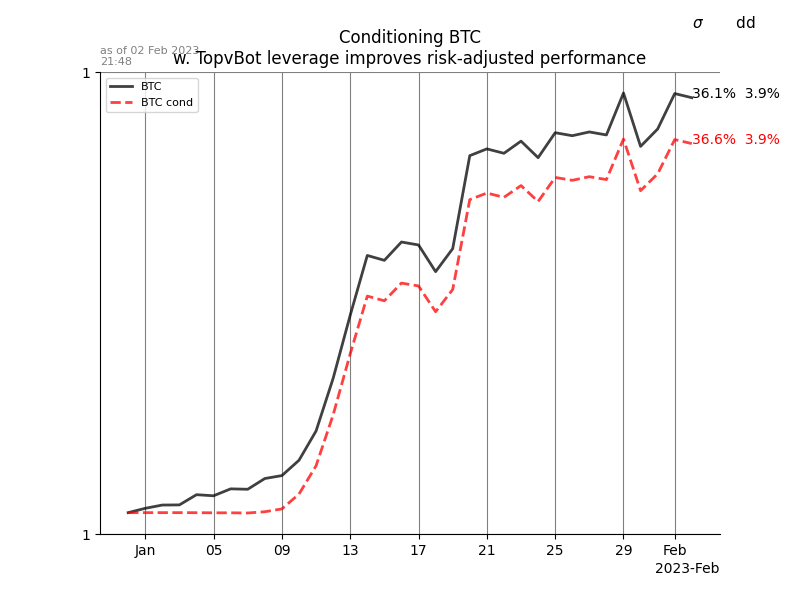 σ dd
Conditioning BTC
as of 02 Feb 2023
21:48
w. TopvBot leverage improves risk-adjusted performance
1
BTC
BTC cond
36.1% 3.9%
36.6% 3.9%
1
Jan 05 09 13 17 21 25 29 Feb
2023-Feb